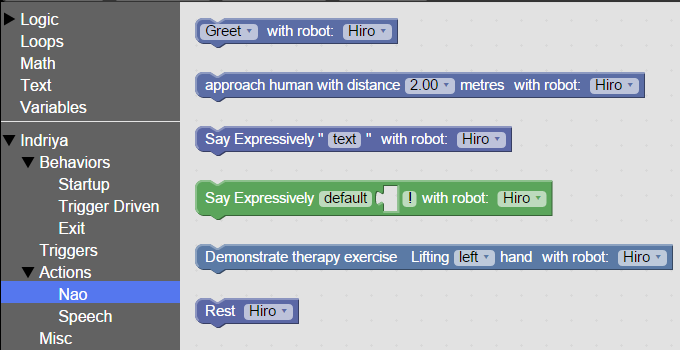 Logic
Loops
Math
Text
Variables
Indriya
Behaviors
Startup
Trigger Driven
Exit
Triggers
Actions
Nao
Speech
Misc
Greet with robot: Hiro
approach human with distance 2.00 metres with robot: Hiro
Say Expressively " text " with robot: Hiro
Say Expressively default ! with robot: Hiro
Demonstrate therapy exercise Lifting left hand with robot: Hiro
Rest Hiro